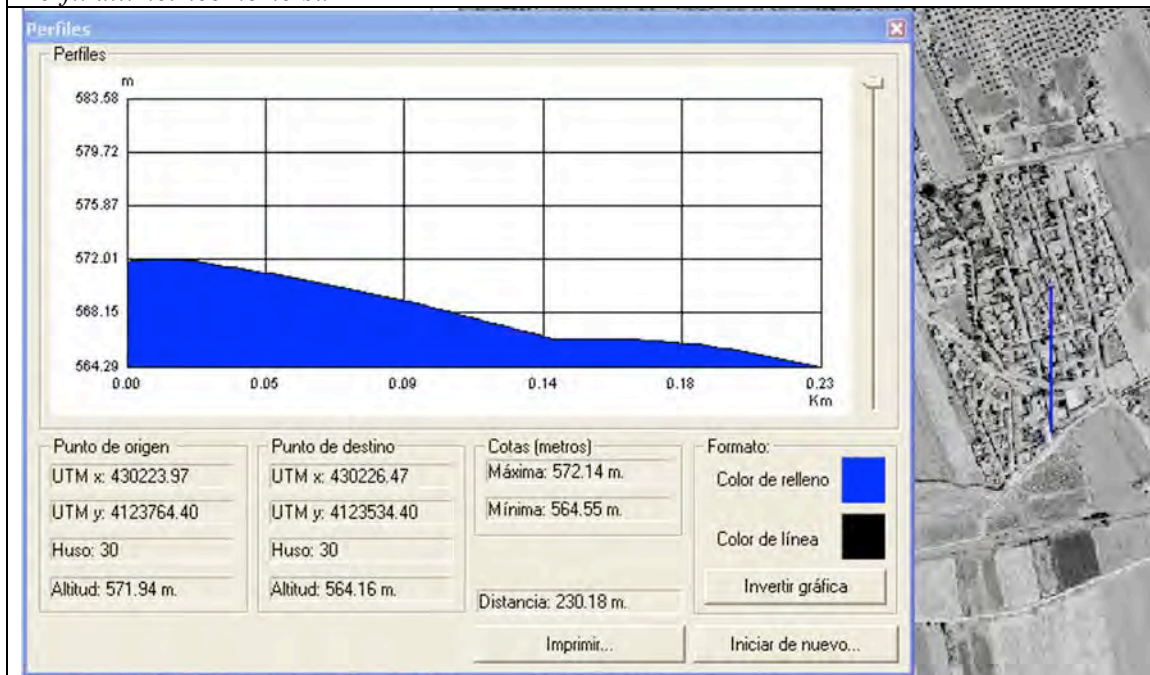 Perfiles
Perfiles
m
583.58
579.72
575.87
572.01
568.15
564.29
0.00 0.05 0.09 0.14 0.18 0.23
Km
Punto de origen
UTM x: 430223.97
UTM y: 4123764.40
Huso: 30
Altitud: 571.94 m.
Punto de destino
UTM x: 430226.47
UTM y: 4123534.40
Huso: 30
Altitud: 564.16 m.
Cotas (metros)
Máxima: 572.14 m.
Mínima: 564.55 m.
Distancia: 230.18 m.
Formato:
Color de relleno
Color de línea
Invertir gráfica
Imprimir...
Iniciar de nuevo...